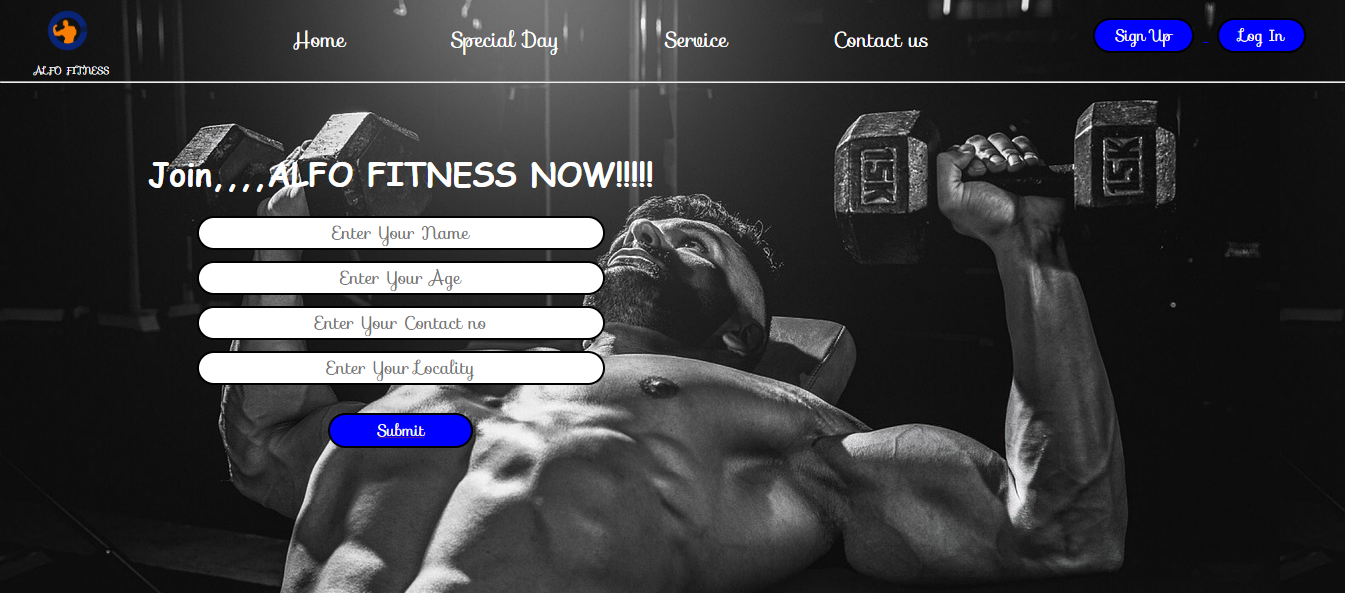 Home Special Day Service Contact us Sign Up Log In
ALFO FITNESS
Join,,,,ALFO FITNESS NOW!!!!!
Enter Your Name
Enter Your Age
Enter Your Contact no
Enter Your Locality
Submit
15K 15K